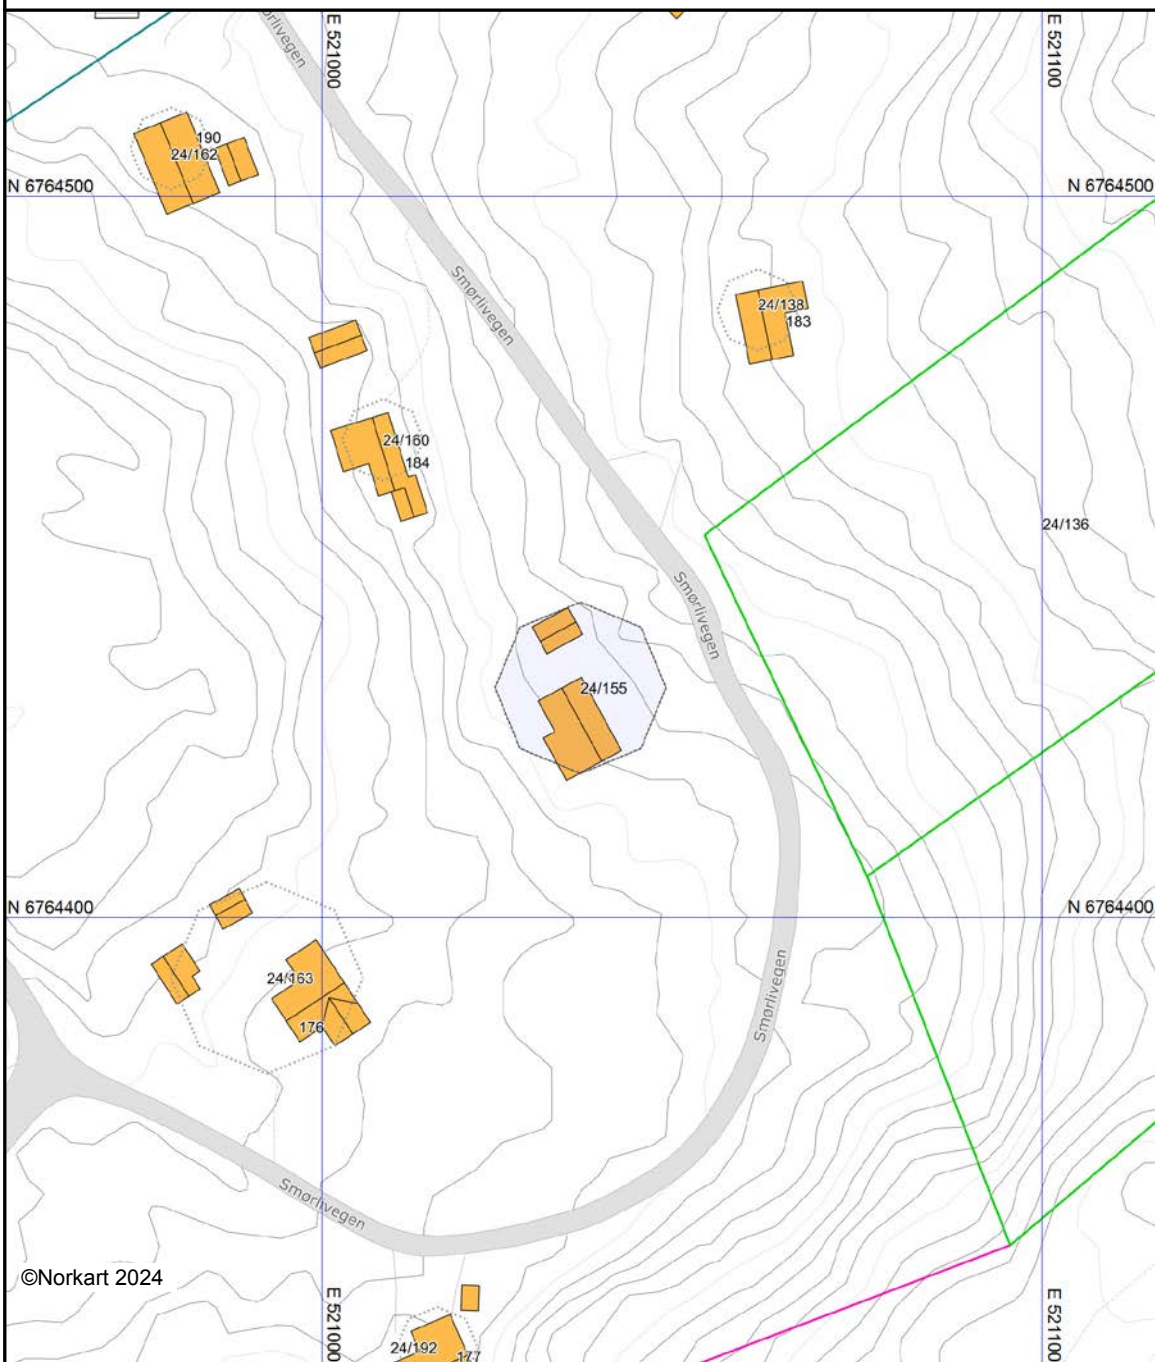 ørlivegen
E 521000
E 521100
190
24/162
N 6764500
N 6764500
Smørlivegen
24/138
183
24/160
184
24/136
Smørlivegen
24/155
N 6764400
N 6764400
24/163
176
Smørlivegen
Smørlivegen
©Norkart 2024
E 521000
E 521100
24/192
177